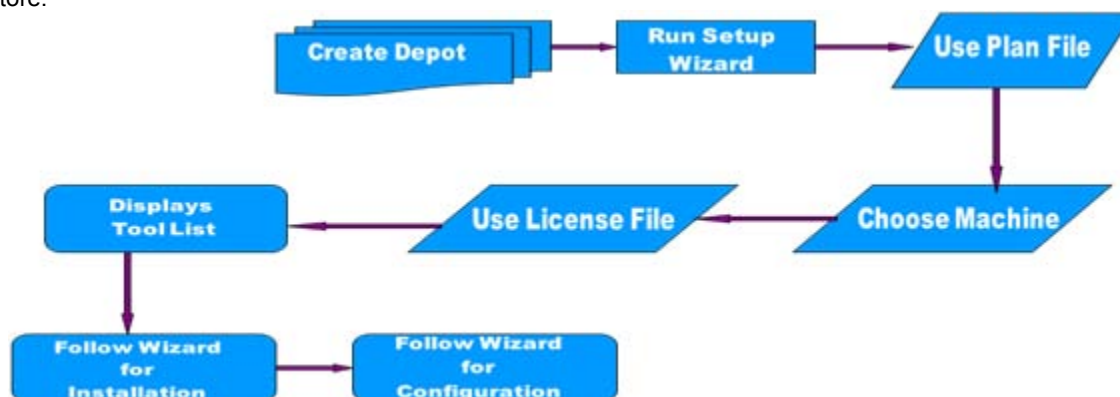 tore.
Create Depot
Run Setup
Wizard
Use Plan File
Choose Machine
Use License File
Displays
Tool List
Follow Wizard
for
Installation
Follow Wizard
for
Configuration